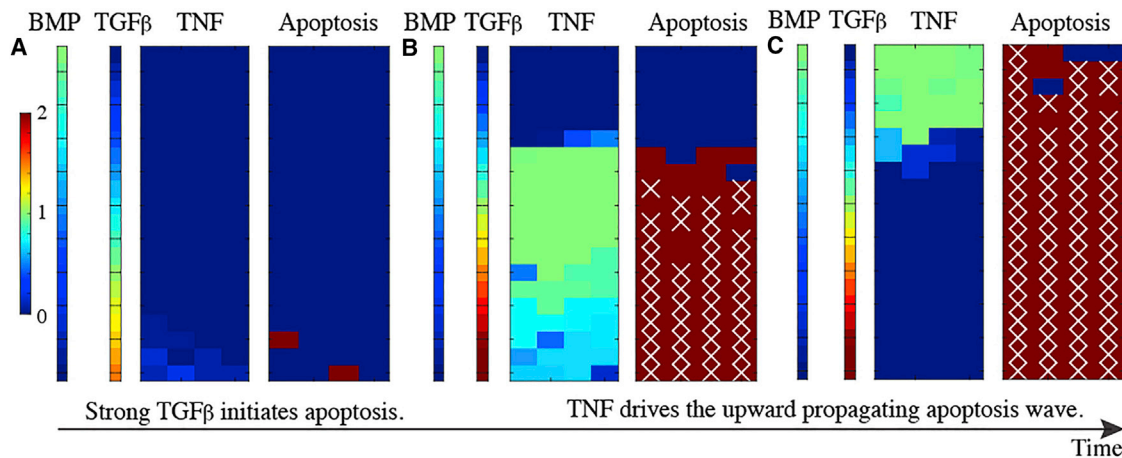 BMP TGFβ TNF Apoptosis BMP TGFβ TNF Apoptosis BMP TGFβ TNF Apoptosis
A B C
2
1
0
Strong TGFβ initiates apoptosis. TNF drives the upward propagating apoptosis wave.
Time